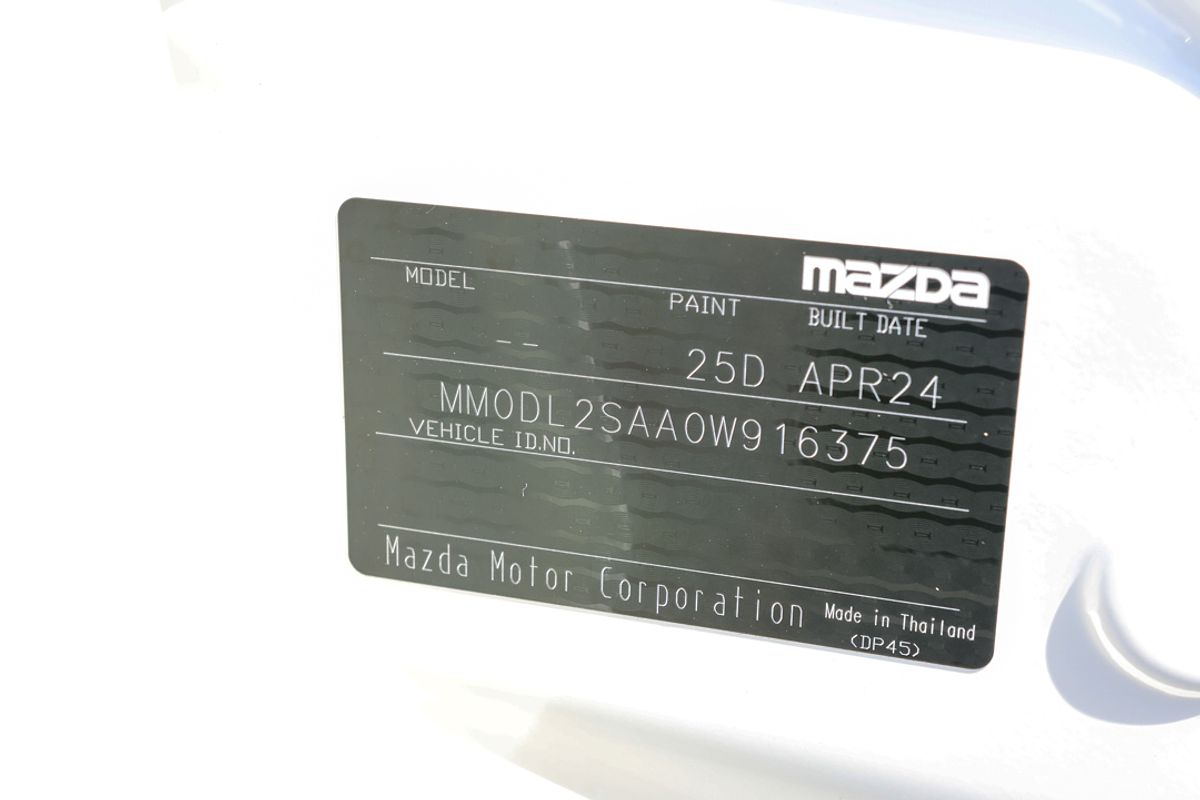 mazda
MODEL PAINT BUILT DATE
-- 25D APR24
MM0DL2SAA0W916375
VEHICLE ID.NO.
Mazda Motor Corporation Made in Thailand
(DP45)